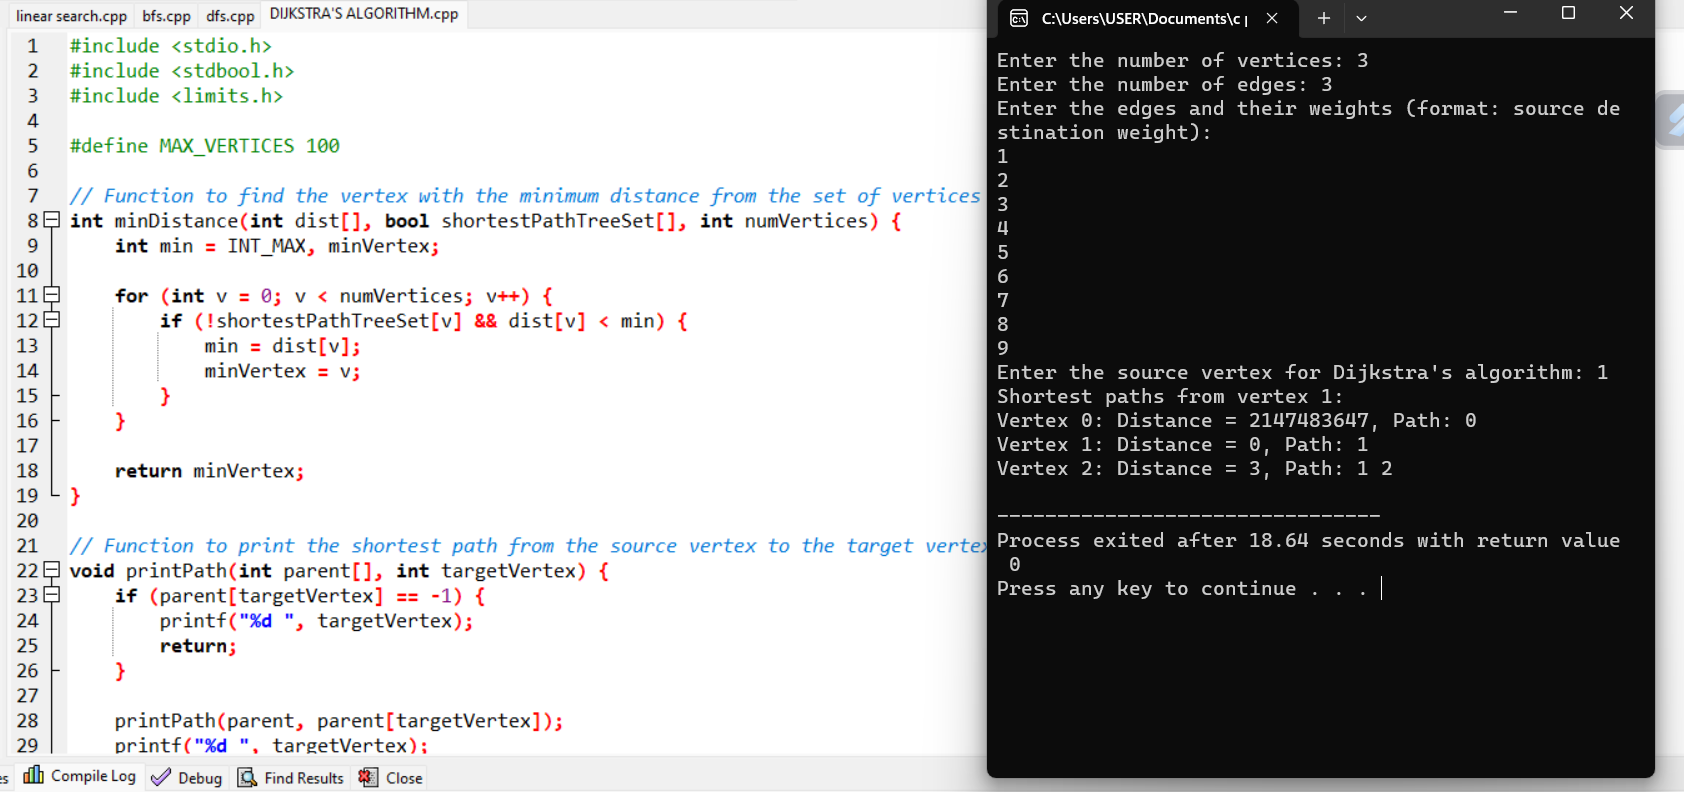 linear search.cpp bfs.cpp dfs.cpp DIJKSTRA'S ALGORITHM.cpp
1 #include <stdio.h>
2 #include <stdbool.h>
3 #include <limits.h>
4
5 #define MAX_VERTICES 100
6
7 // Function to find the vertex with the minimum distance from the set of vertices
8 int minDistance(int dist[], bool shortestPathTreeSet[], int numVertices) {
9 int min = INT_MAX, minVertex;
10
11 for (int v = 0; v < numVertices; v++) {
12 if (!shortestPathTreeSet[v] && dist[v] < min) {
13 min = dist[v];
14 minVertex = v;
15 }
16 }
17
18 return minVertex;
19 }
20
21 // Function to print the shortest path from the source vertex to the target vertex
22 void printPath(int parent[], int targetVertex) {
23 if (parent[targetVertex] == -1) {
24 printf("%d ", targetVertex);
25 return;
26 }
27
28 printPath(parent, parent[targetVertex]);
29 printf("%d ", targetVertex);
es Compile Log Debug Find Results Close
C:\Users\USER\Documents\c p
Enter the number of vertices: 3
Enter the number of edges: 3
Enter the edges and their weights (format: source de
stination weight):
1
2
3
4
5
6
7
8
9
Enter the source vertex for Dijkstra's algorithm: 1
Shortest paths from vertex 1:
Vertex 0: Distance = 2147483647, Path: 0
Vertex 1: Distance = 0, Path: 1
Vertex 2: Distance = 3, Path: 1 2
--------------------------------
Process exited after 18.64 seconds with return value
0
Press any key to continue . . .